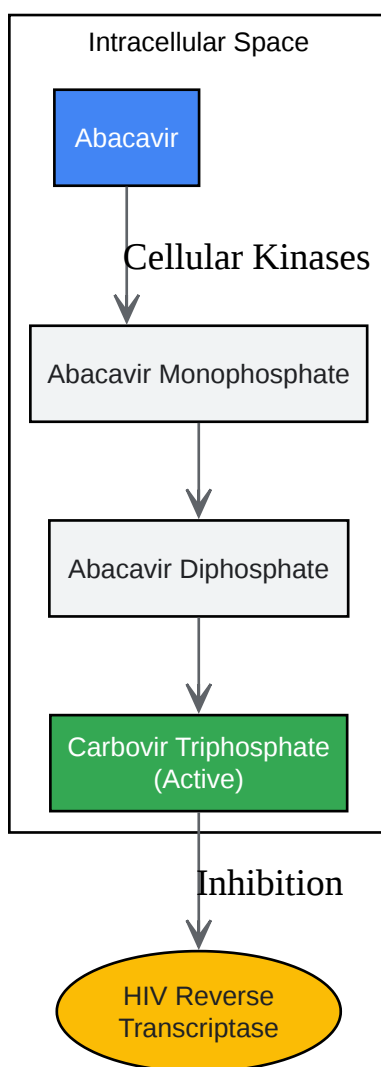 Intracellular Space
Abacavir
Cellular Kinases
Abacavir Monophosphate
Abacavir Diphosphate
Carbovir Triphosphate
(Active)
Inhibition
HIV Reverse
Transcriptase